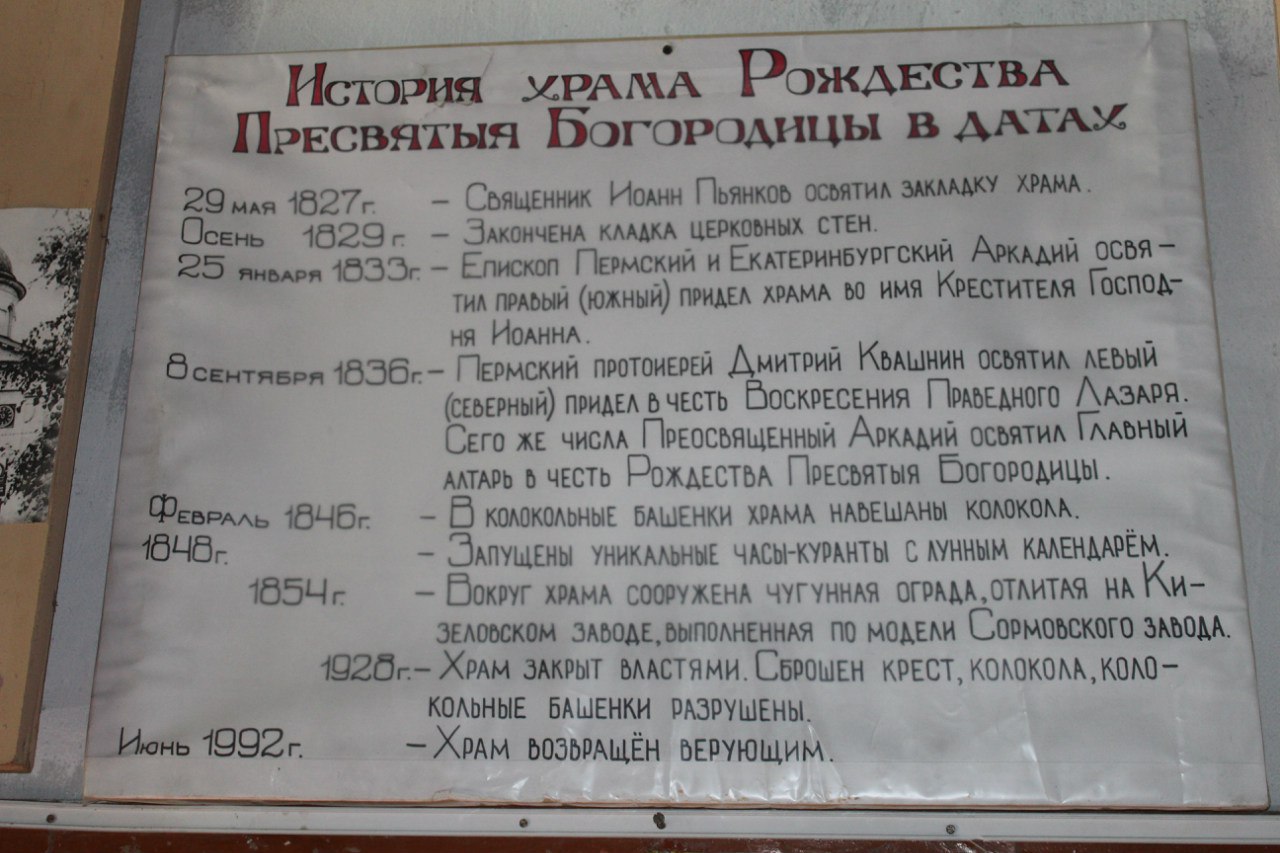 История храма Рождества
Пресвятыя Богородицы в датах
29 мая 1827г. – Священник Иоанн Пьянков освятил закладку храма.
Осень 1829г. – Закончена кладка церковных стен.
25 января 1833г. – Епископ Пермский и Екатеринбургский Аркадий освя-
тил правый (южный) придел храма во имя Крестителя Господ-
ня Иоанна.
8 сентября 1836г. – Пермский протоиерей Дмитрий Квашнин освятил левый
(северный) придел в честь Воскресения Праведного Лазаря.
Сего же числа Преосвященный Аркадий освятил Главный
алтарь в честь Рождества Пресвятыя Богородицы.
Февраль 1846г. – В колокольные башенки храма навешаны колокола.
1848г. – Запущены уникальные часы-куранты с лунным календарём.
1854г. – Вокруг храма сооружена чугунная ограда, отлитая на Ки-
зеловском заводе, выполненная по модели Сормовского завода.
1928г. – Храм закрыт властями. Сброшен крест, колокола, коло-
кольные башенки разрушены.
Июнь 1992г. – Храм возвращён верующим.